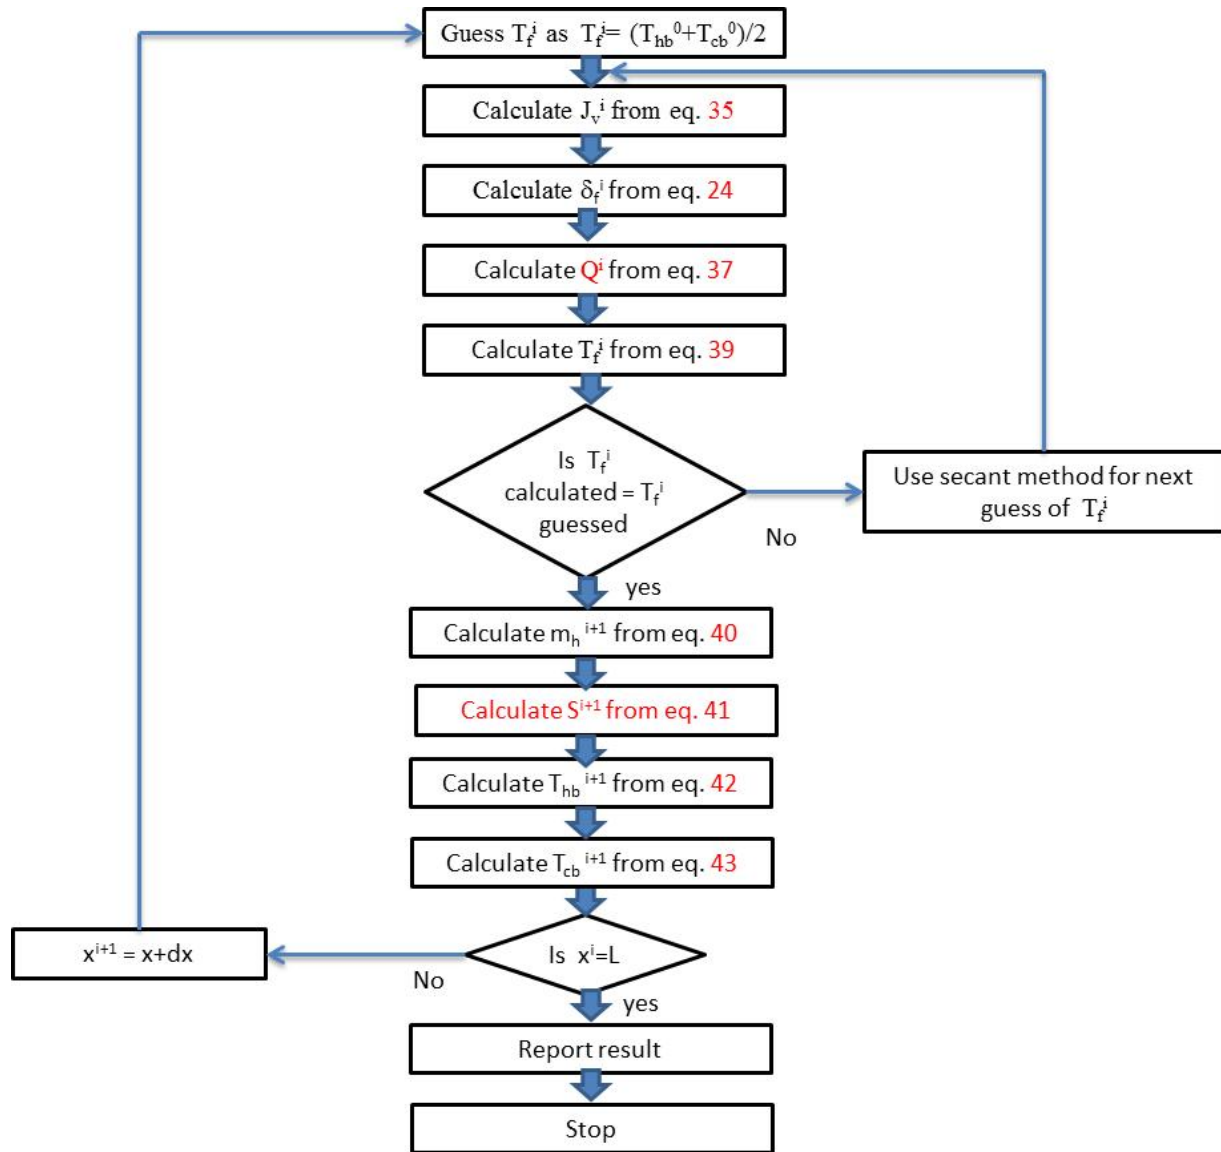 Guess T_f^i as T_f^i= (T_hb^0+T_cb^0)/2
Calculate J_v^i from eq. 35
Calculate δ_f^i from eq. 24
Calculate Q^i from eq. 37
Calculate T_f^i from eq. 39
Is T_f^i
calculated = T_f^i
guessed
No
Use secant method for next
guess of T_f^i
yes
Calculate m_h^i+1 from eq. 40
Calculate S^i+1 from eq. 41
Calculate T_hb^i+1 from eq. 42
Calculate T_cb^i+1 from eq. 43
Is x^i=L
No
x^i+1 = x+dx
yes
Report result
Stop